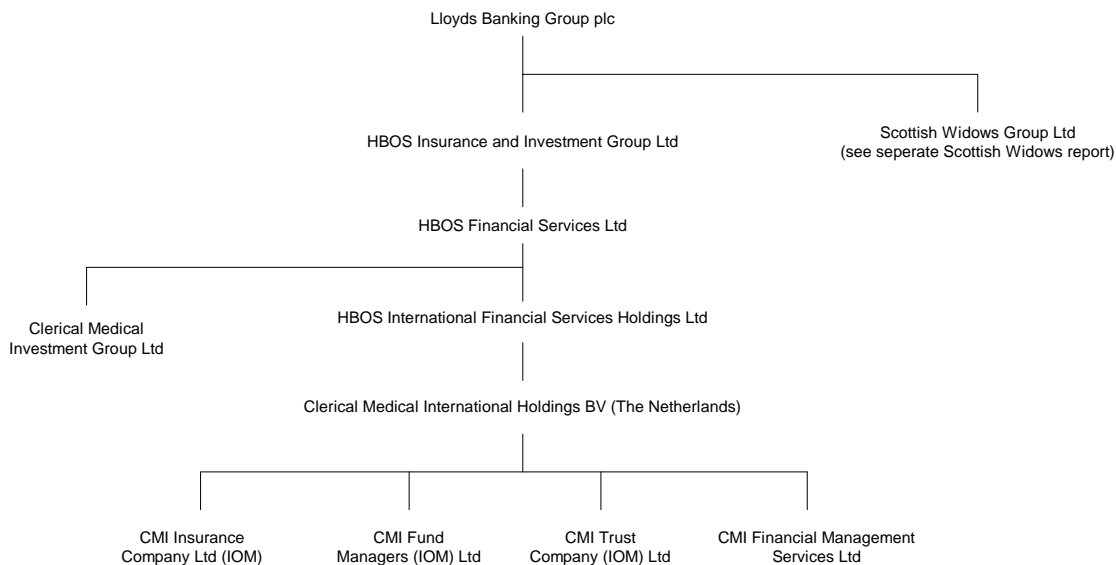 Lloyds Banking Group plc
HBOS Insurance and Investment Group Ltd
Scottish Widows Group Ltd
(see seperate Scottish Widows report)
HBOS Financial Services Ltd
Clerical Medical
Investment Group Ltd
HBOS International Financial Services Holdings Ltd
Clerical Medical International Holdings BV (The Netherlands)
CMI Insurance
Company Ltd (IOM)
CMI Fund
Managers (IOM) Ltd
CMI Trust
Company (IOM) Ltd
CMI Financial Management
Services Ltd